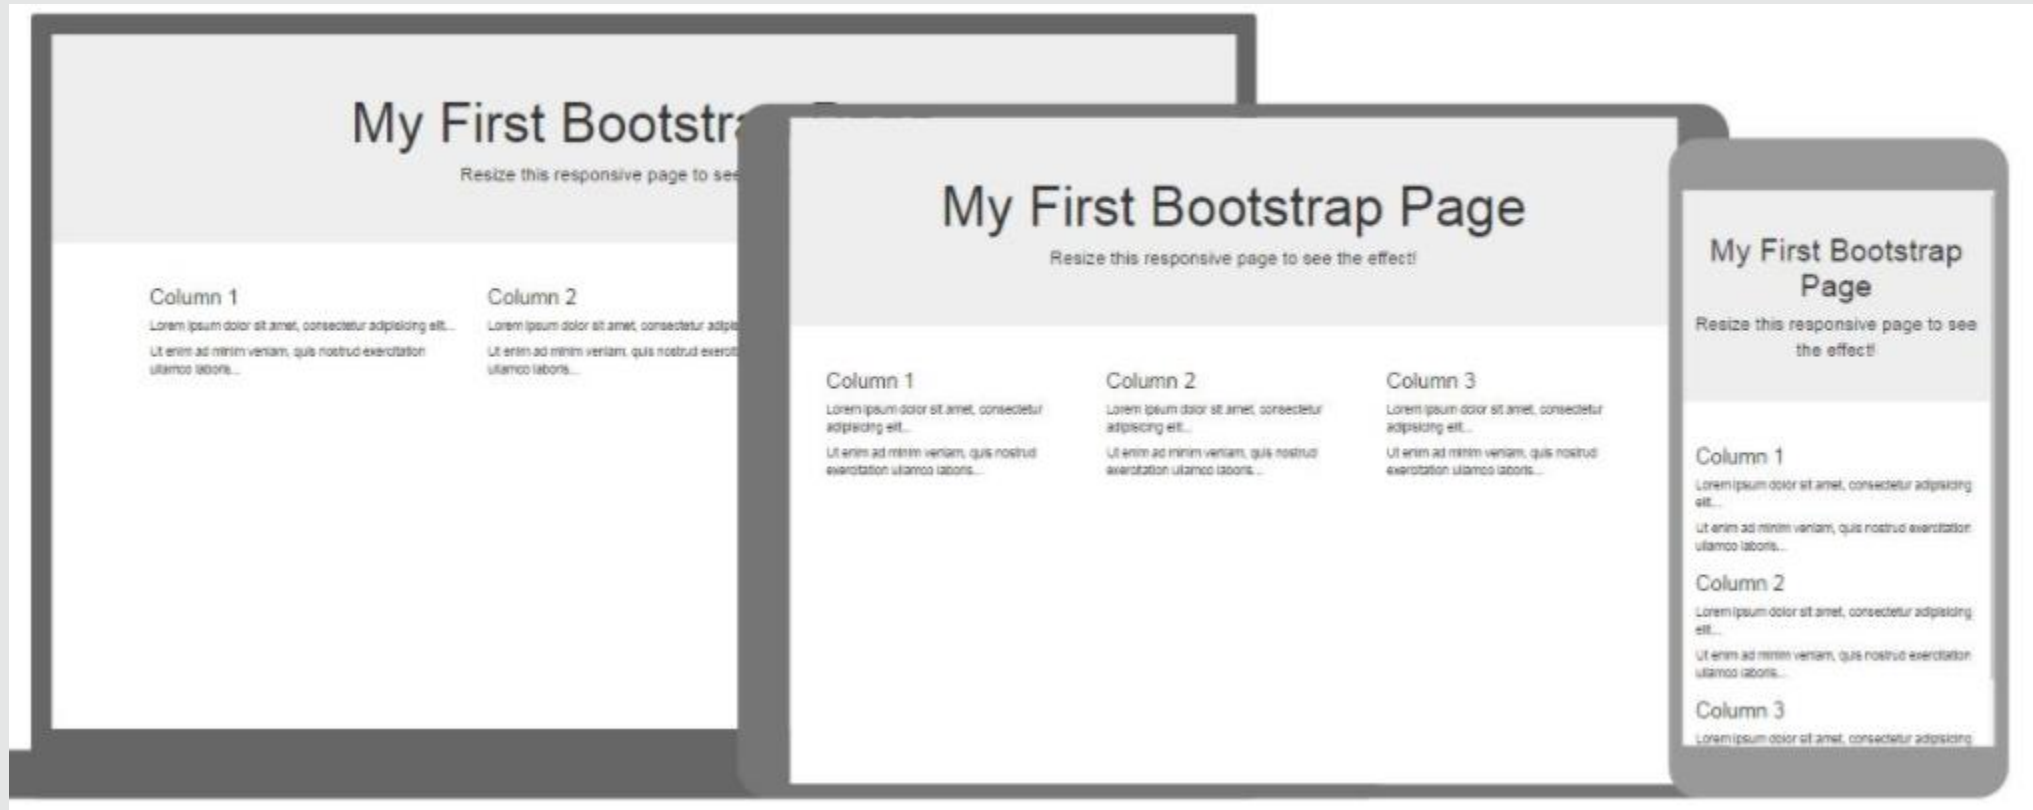 My First Bootstra
Resize this responsive page to see
Column 1
Lorem ipsum dolor sit amet, consectetur adipisicing elit...
Ut enim ad minim veniam, quis nostrud exercitation
ullamco laboris...
Column 2
Lorem ipsum dolor sit amet, consectetur adipis
Ut enim ad minim veniam, quis nostrud exercit
ullamco laboris...
My First Bootstrap Page
Resize this responsive page to see the effect!
Column 1
Lorem ipsum dolor sit amet, consectetur
adipisicing elit...
Ut enim ad minim veniam, quis nostrud
exercitation ullamco laboris...
Column 2
Lorem ipsum dolor sit amet, consectetur
adipisicing elit...
Ut enim ad minim veniam, quis nostrud
exercitation ullamco laboris...
Column 3
Lorem ipsum dolor sit amet, consectetur
adipisicing elit...
Ut enim ad minim veniam, quis nostrud
exercitation ullamco laboris...
My First Bootstrap
Page
Resize this responsive page to see
the effect!
Column 1
Lorem ipsum dolor sit amet, consectetur adipisicing
elit...
Ut enim ad minim veniam, quis nostrud exercitation
ullamco laboris...
Column 2
Lorem ipsum dolor sit amet, consectetur adipisicing
elit...
Ut enim ad minim veniam, quis nostrud exercitation
ullamco laboris...
Column 3
Lorem ipsum dolor sit amet, consectetur adipisicing